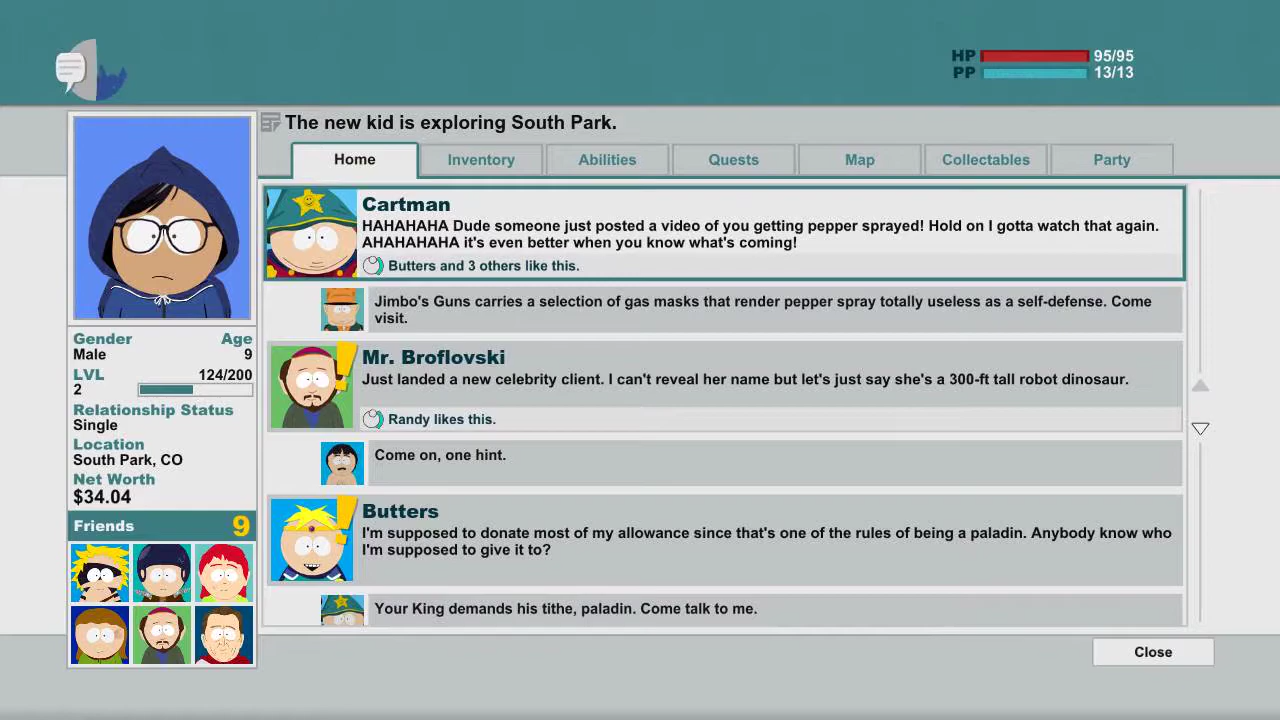 HP 95/95
PP 13/13
The new kid is exploring South Park.
Home Inventory Abilities Quests Map Collectables Party
Gender Age
Male 9
LVL 124/200
2
Relationship Status
Single
Location
South Park, CO
Net Worth
$34.04
Friends 9
Cartman
HAHAHAHA Dude someone just posted a video of you getting pepper sprayed! Hold on I gotta watch that again.
AHAHAHAHA it's even better when you know what's coming!
Butters and 3 others like this.
Jimbo's Guns carries a selection of gas masks that render pepper spray totally useless as a self-defense. Come
visit.
Mr. Broflovski
Just landed a new celebrity client. I can't reveal her name but let's just say she's a 300-ft tall robot dinosaur.
Randy likes this.
Come on, one hint.
Butters
I'm supposed to donate most of my allowance since that's one of the rules of being a paladin. Anybody know who
I'm supposed to give it to?
Your King demands his tithe, paladin. Come talk to me.
Close